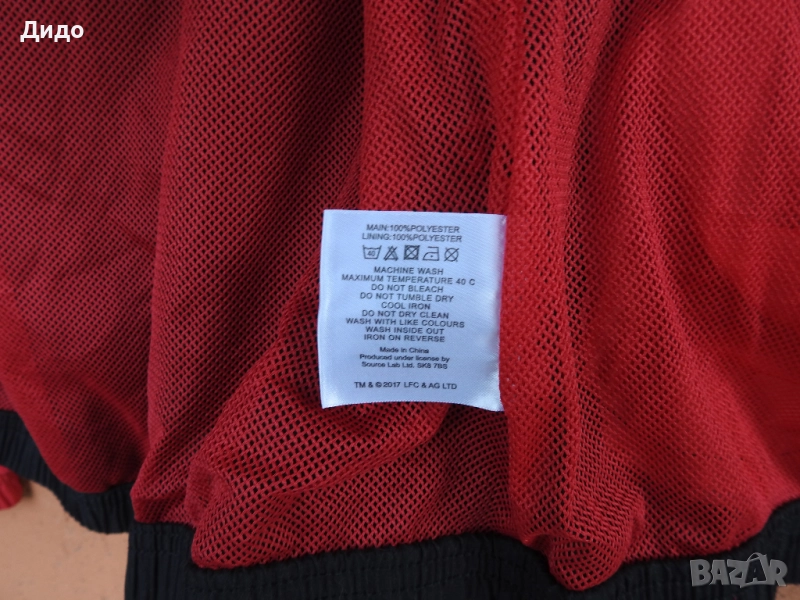 Дидо
MAIN:100%POLYESTER
LINING:100%POLYESTER
40
MACHINE WASH
MAXIMUM TEMPERATURE 40 C
DO NOT BLEACH
DO NOT TUMBLE DRY
COOL IRON
DO NOT DRY CLEAN
WASH WITH LIKE COLOURS
WASH INSIDE OUT
IRON ON REVERSE
Made in China
Produced under license by
Source Lab Ltd. SK8 7BS
TM & © 2017 LFC & AG LTD
BAZAR